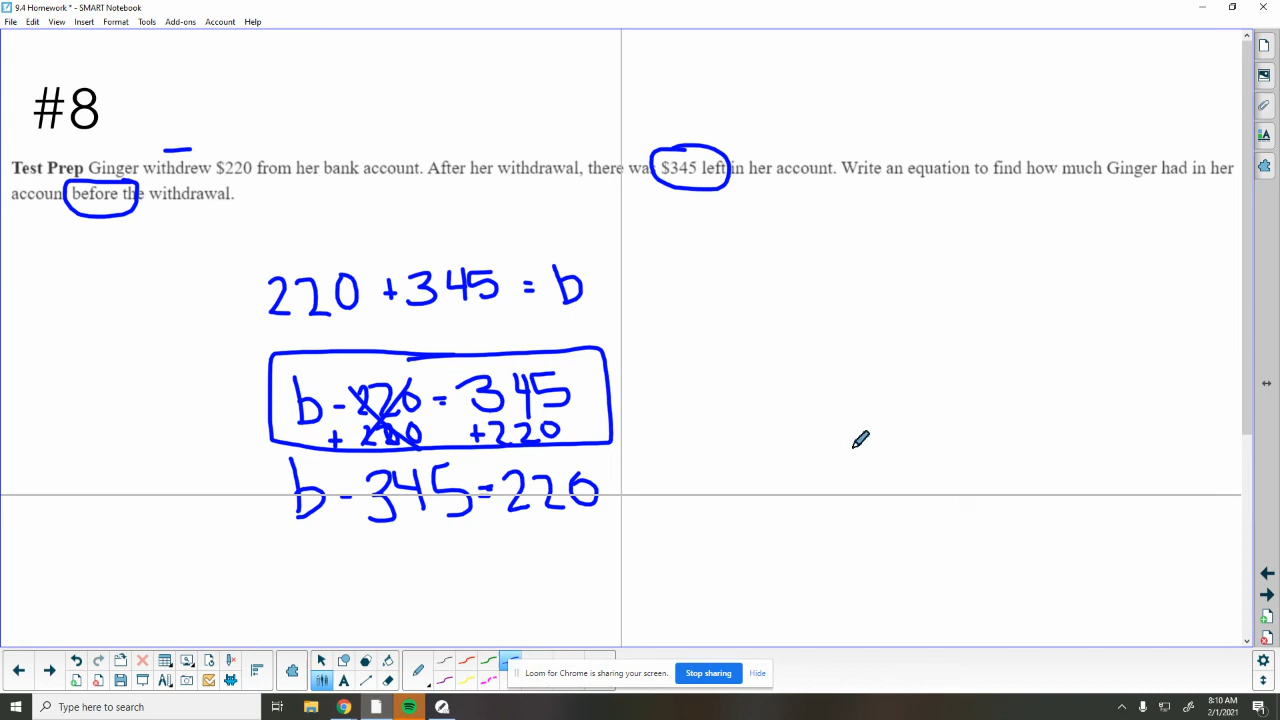 9.4 Homework * - SMART Notebook
File Edit View Insert Format Tools Add-ons Account Help
#8
Test Prep Ginger withdrew $220 from her bank account. After her withdrawal, there was $345 left in her account. Write an equation to find how much Ginger had in her
accoun before the withdrawal.
220 + 345 = b
b - 220 = 345
+ 220 +220
b - 345 = 220
Loom for Chrome is sharing your screen. Stop sharing Hide
Type here to search
8:10 AM
2/1/2021